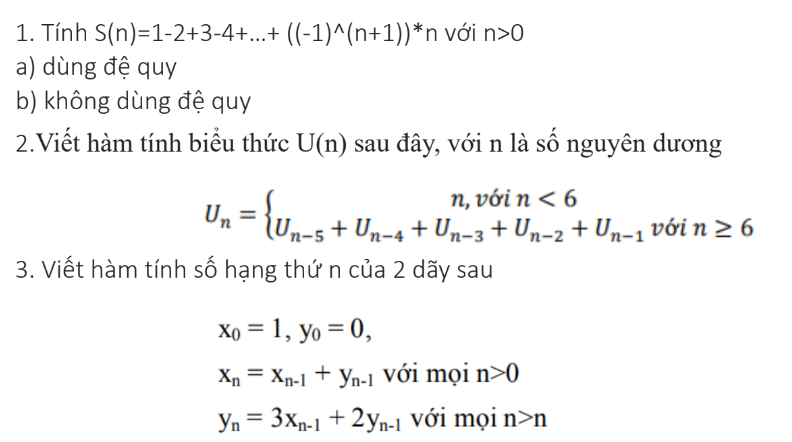 1. Tính S(n)=1-2+3-4+...+ ((-1)^(n+1))*n với n>0
a) dùng đệ quy
b) không dùng đệ quy
2.Viết hàm tính biểu thức U(n) sau đây, với n là số nguyên dương
n, với n < 6
Uₙ = {
Uₙ₋₅ + Uₙ₋₄ + Uₙ₋₃ + Uₙ₋₂ + Uₙ₋₁ với n ≥ 6
3. Viết hàm tính số hạng thứ n của 2 dãy sau
x₀ = 1, y₀ = 0,
xₙ = xₙ₋₁ + yₙ₋₁ với mọi n>0
yₙ = 3xₙ₋₁ + 2yₙ₋₁ với mọi n>n